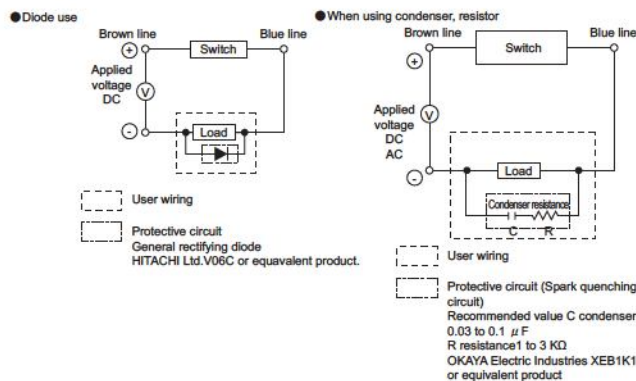 ●Diode use
Brown line
Blue line
+
Switch
Applied
voltage
DC
V
-
Load
User wiring
Protective circuit
General rectifying diode
HITACHI Ltd.V06C or equavalent product.
●When using condenser, resistor
Brown line
Blue line
+
Switch
Applied
voltage
DC
AC
V
-
Load
Condenser resistance
C R
User wiring
Protective circuit (Spark quenching
circuit)
Recommended value C condenser
0.03 to 0.1 μF
R resistance1 to 3 KΩ
OKAYA Electric Industries XEB1K1
or equivalent product